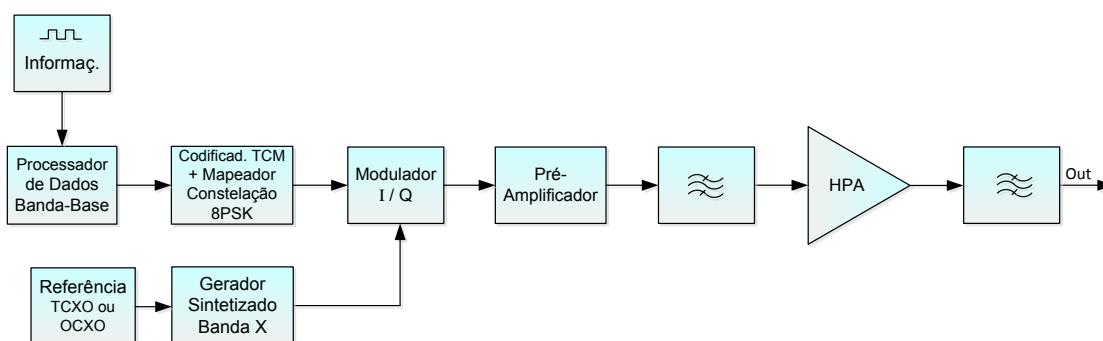 Informaç.
Processador
de Dados
Banda-Base
Codificad. TCM
+ Mapeador
Constelação
8PSK
Modulador
I / Q
Pré-
Amplificador
HPA
Out
Referência
TCXO ou
OCXO
Gerador
Sintetizado
Banda X